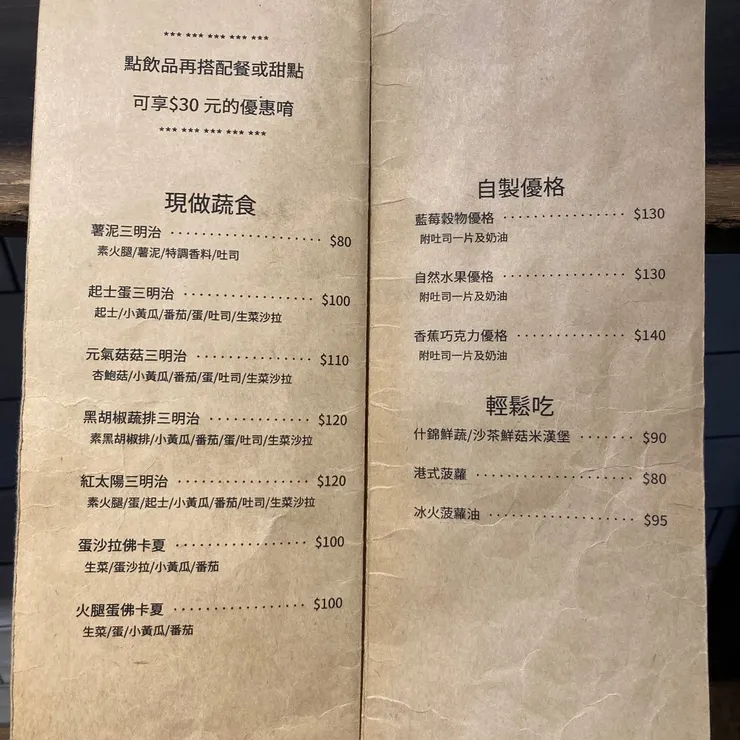 *** *** *** *** ***
點飲品再搭配餐或甜點
可享$30 元的優惠唷
*** *** *** *** ***
現做蔬食
薯泥三明治 $80
素火腿/薯泥/特調香料/吐司
起士蛋三明治 $100
起士/小黃瓜/番茄/蛋/吐司/生菜沙拉
元氣菇菇三明治 $110
杏鮑菇/小黃瓜/番茄/蛋/吐司/生菜沙拉
黑胡椒蔬排三明治 $120
素黑胡椒排/小黃瓜/番茄/蛋/吐司/生菜沙拉
紅太陽三明治 $120
素火腿/蛋/起士/小黃瓜/番茄/吐司/生菜沙拉
蛋沙拉佛卡夏 $100
生菜/蛋沙拉/小黃瓜/番茄
火腿蛋佛卡夏 $100
生菜/蛋/小黃瓜/番茄
自製優格
藍莓穀物優格 $130
附吐司一片及奶油
自然水果優格 $130
附吐司一片及奶油
香蕉巧克力優格 $140
附吐司一片及奶油
輕鬆吃
什錦鮮蔬/沙茶鮮菇米漢堡 $90
港式菠蘿 $80
冰火菠蘿油 $95